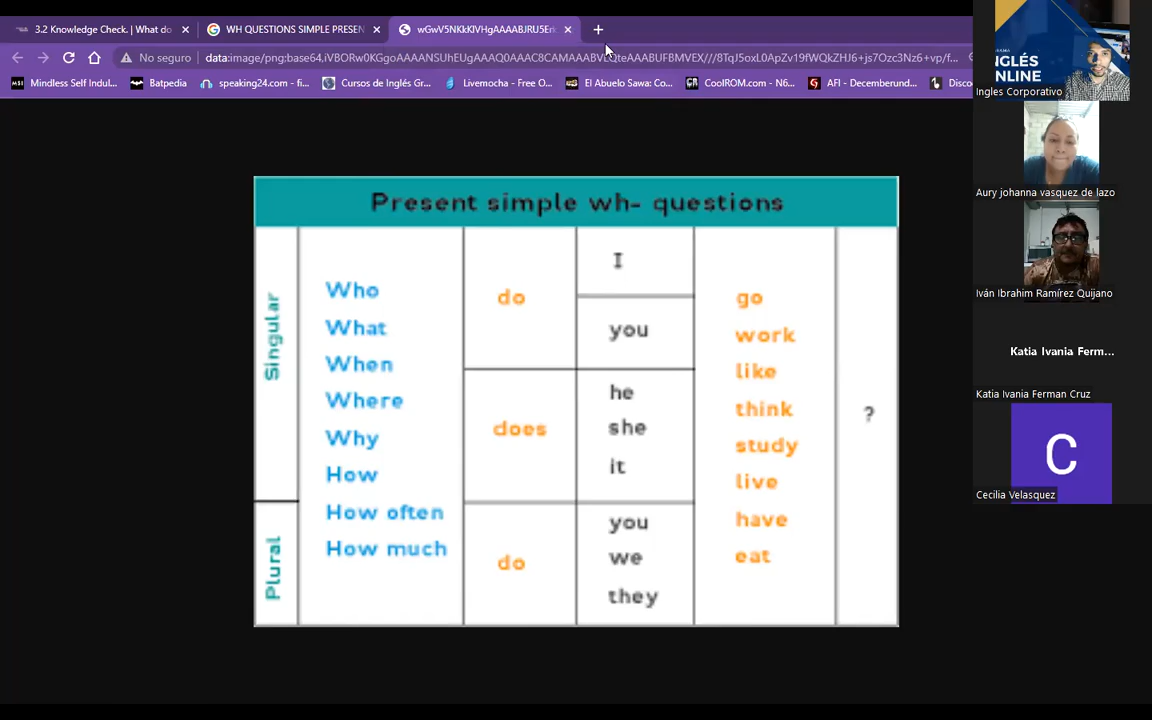 3.2 Knowledge Check. | What do
WH QUESTIONS SIMPLE PRESEN
wGwV5NKkKIVHgAAAABJRU5Erk
No seguro
Mindless Self Indul...
Batpedia
speaking24.com - fi...
Cursos de Inglés Gr...
Livemocha - Free O...
El Abuelo Sawa: Co...
CoolROM.com - N6...
AFI - Decemberund...
Disco
Present simple wh- questions
Singular
Who
What
When
Where
Why
How
How often
How much
do
does
do
I
you
he
she
it
you
we
they
go
work
like
think
study
live
have
eat
?
Plural
NGLÉS
NLINE
Ingles Corporativo
Aury johanna vasquez de lazo
Iván Ibrahim Ramírez Quijano
Katia Ivania Ferm...
Katia Ivania Ferman Cruz
C
Cecilia Velasquez